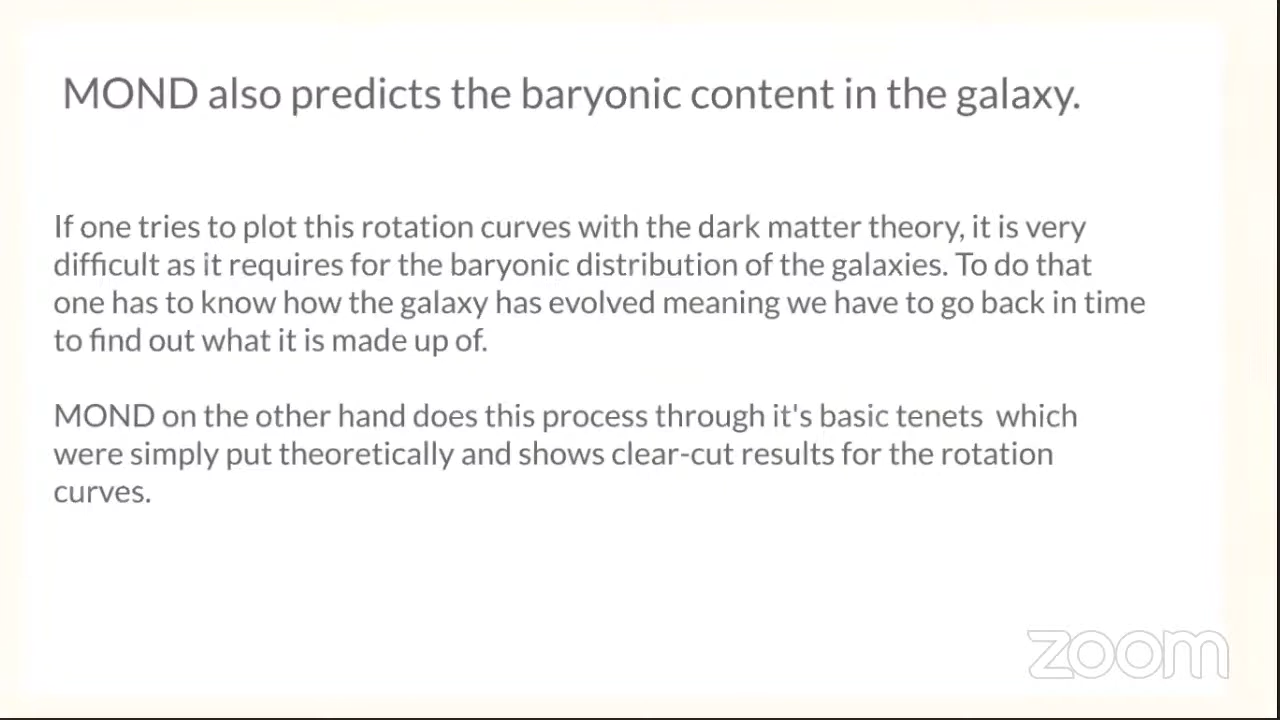 MOND also predicts the baryonic content in the galaxy.
If one tries to plot this rotation curves with the dark matter theory, it is very
difficult as it requires for the baryonic distribution of the galaxies. To do that
one has to know how the galaxy has evolved meaning we have to go back in time
to find out what it is made up of.
MOND on the other hand does this process through it's basic tenets  which
were simply put theoretically and shows clear-cut results for the rotation
curves.
zoom